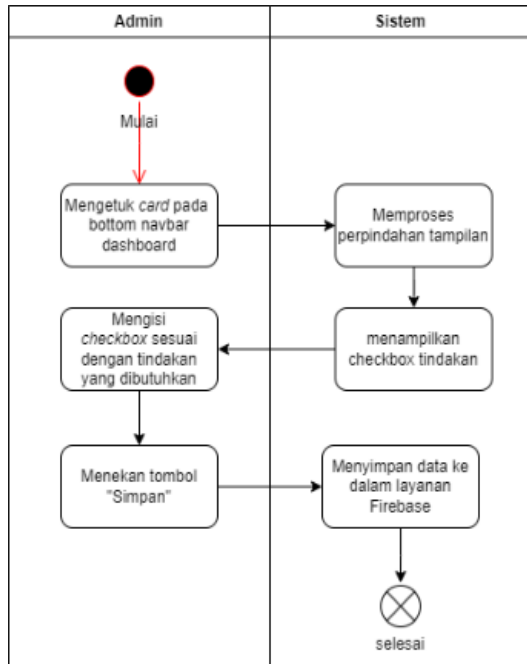 Admin
Sistem
Mulai
Mengetuk card pada
bottom navbar
dashboard
Memproses
perpindahan tampilan
menampilkan
checkbox tindakan
Mengisi
checkbox sesuai
dengan tindakan
yang dibutuhkan
Menekan tombol
"Simpan"
Menyimpan data ke
dalam layanan
Firebase
selesai